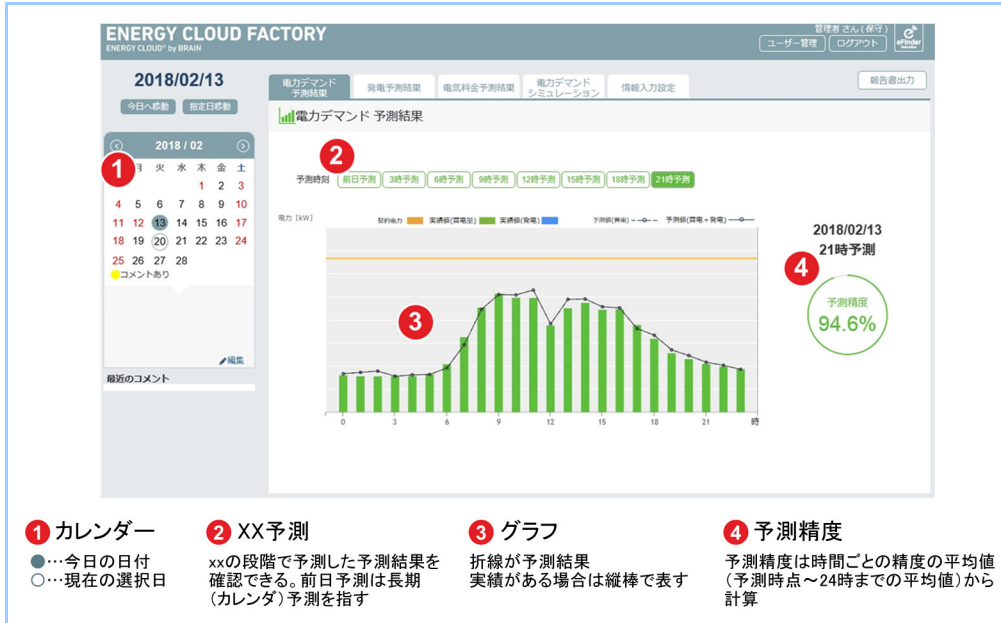 ENERGY CLOUD FACTORY
ENERGY CLOUD® by BRAIN
管理者 さん ( 保守 )
ユーザー管理
ログアウト
eFinder
2018/02/13
今日へ移動
指定日移動
電力デマンド
予測結果
発電予測結果
電気料金予測結果
電力デマンド
シミュレーション
情報入力設定
報告書出力
電力デマンド 予測結果
2018 / 02
月 火 水 木 金 土
1 2 3
4 5 6 7 8 9 10
11 12 13 14 15 16 17
18 19 20 21 22 23 24
25 26 27 28
コメントあり
編集
最近のコメント
1
2
予測時刻
前日予測
3時予測
6時予測
9時予測
12時予測
15時予測
18時予測
21時予測
電力 [kW]
契約電力
実績値(買電量)
実績値(発電)
予測値(買電)
予測値(買電+発電)
3
0 3 6 9 12 15 18 21 時
2018/02/13
21時予測
4
予測精度
94.6%
1 カレンダー
●…今日の日付
○…現在の選択日
2 XX予測
xxの段階で予測した予測結果を
確認できる。前日予測は長期
（カレンダ）予測を指す
3 グラフ
折線が予測結果
実績がある場合は縦棒で表す
4 予測精度
予測精度は時間ごとの精度の平均値
（予測時点～24時までの平均値）から
計算